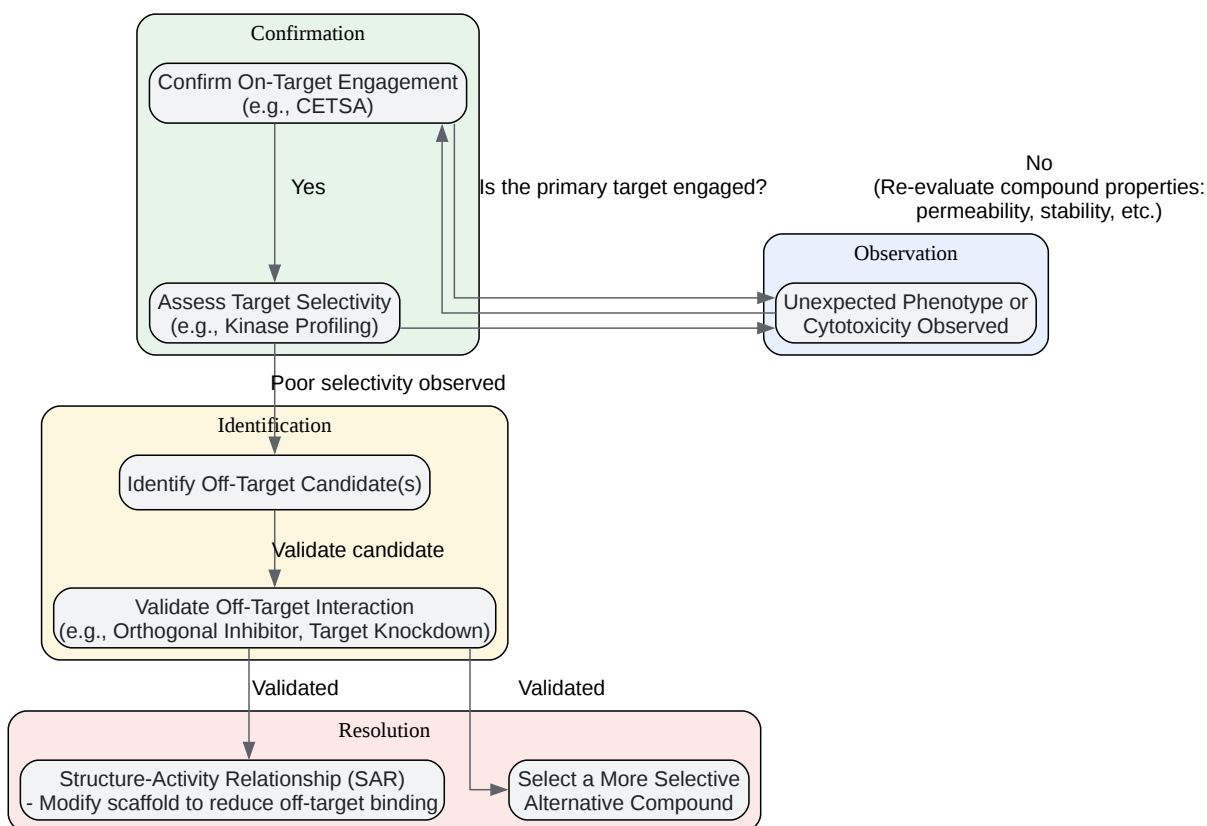 Confirmation
Confirm On-Target Engagement
(e.g., CETSA)
Yes
Is the primary target engaged?
No
(Re-evaluate compound properties:
permeability, stability, etc.)
Observation
Assess Target Selectivity
(e.g., Kinase Profiling)
Unexpected Phenotype or
Cytotoxicity Observed
Poor selectivity observed
Identification
Identify Off-Target Candidate(s)
Validate candidate
Validate Off-Target Interaction
(e.g., Orthogonal Inhibitor, Target Knockdown)
Validated
Validated
Resolution
Structure-Activity Relationship (SAR)
- Modify scaffold to reduce off-target binding
Select a More Selective
Alternative Compound